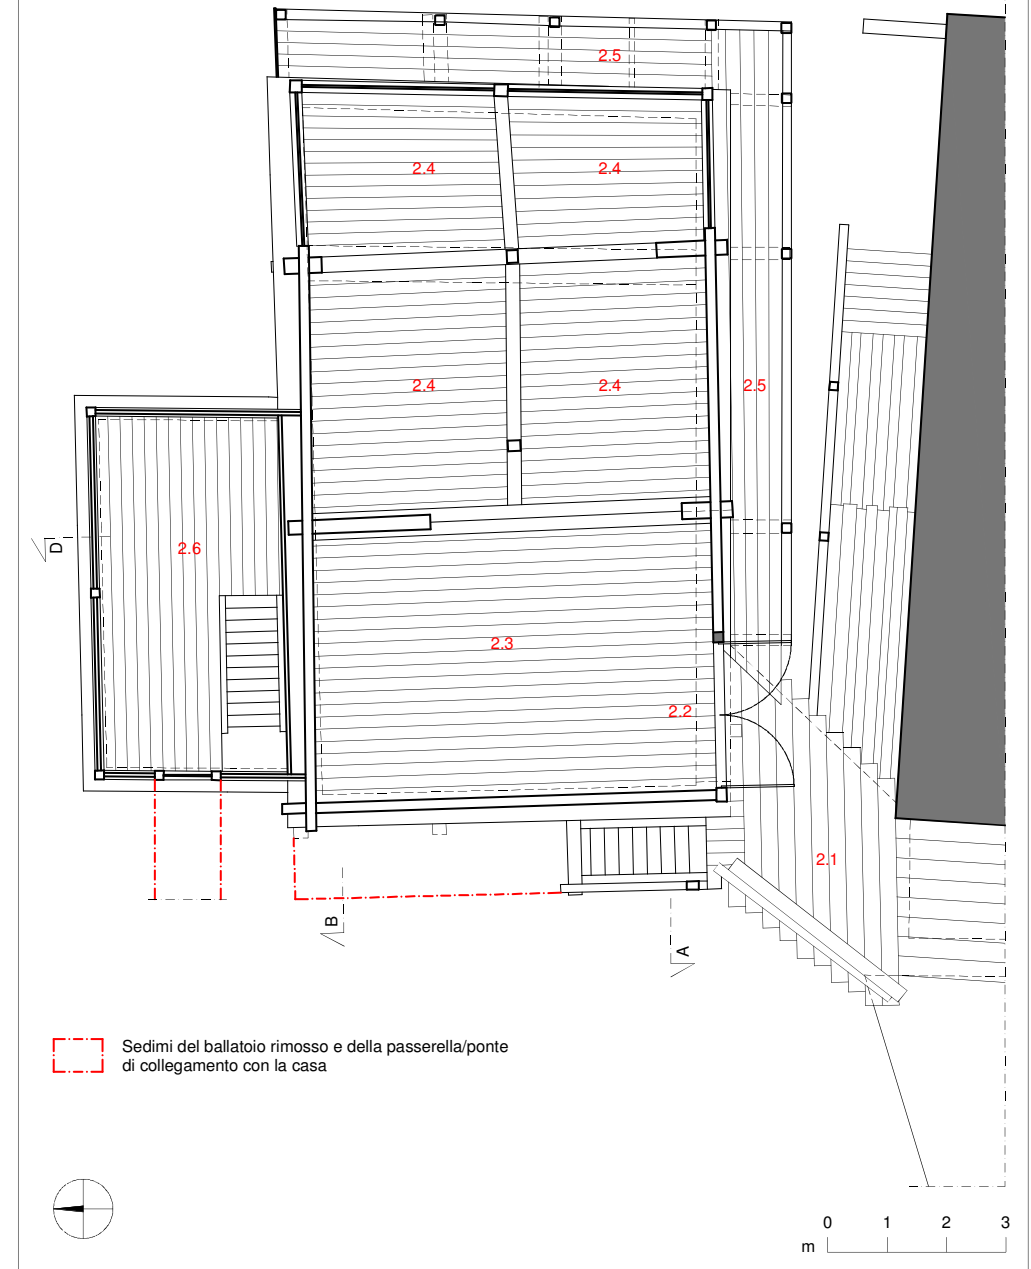 2.5
2.4 2.4
2.4 2.4 2.5
D 2.6
2.3
2.2
2.1
B
A
Sedimi del ballatoio rimosso e della passerella/ponte
di collegamento con la casa
0 1 2 3
m